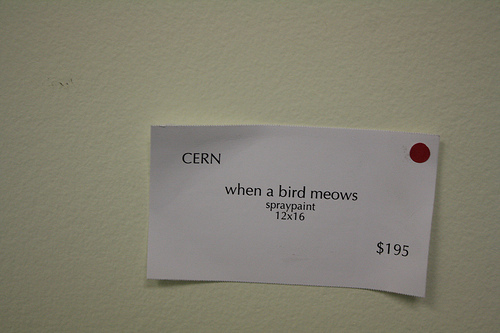 CERN
when a bird meows
spraypaint
12x16
$195